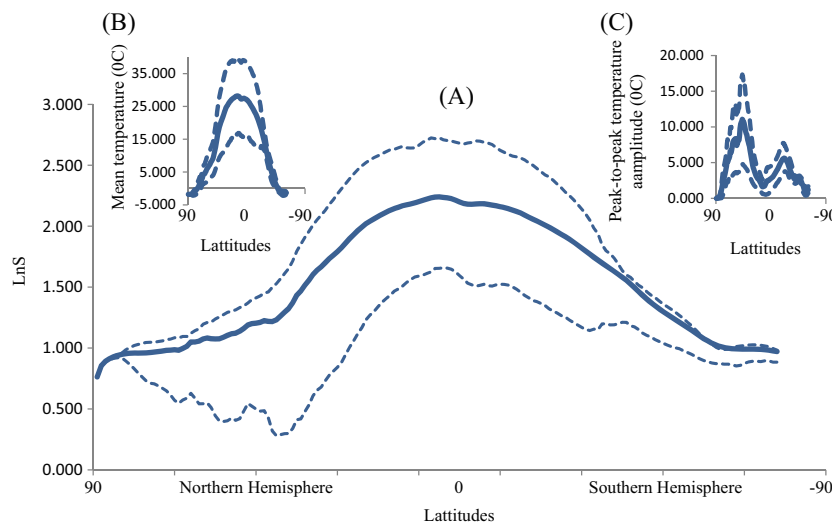 (B)
(C)
(A)
Mean temperature (0C)
35.000
25.000
15.000
5.000
-5.000
90 0 -90
Lattitudes
Peak-to-peak temperature
aamplitude (0C)
20.000
15.000
10.000
5.000
0.000
90 0 -90
Lattitudes
LnS
3.000
2.500
2.000
1.500
1.000
0.500
0.000
90 Northern Hemisphere 0 Southern Hemisphere -90
Lattitudes